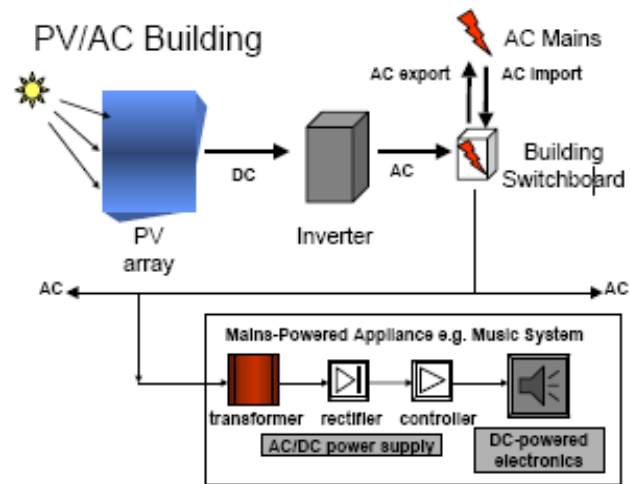 PV/AC Building
AC Mains
AC export
AC Import
DC
AC
Building
Switchboard
PV
array
Inverter
AC
AC
Mains-Powered Appliance e.g. Music System
transformer
rectifier
controller
AC/DC power supply
DC-powered
electronics